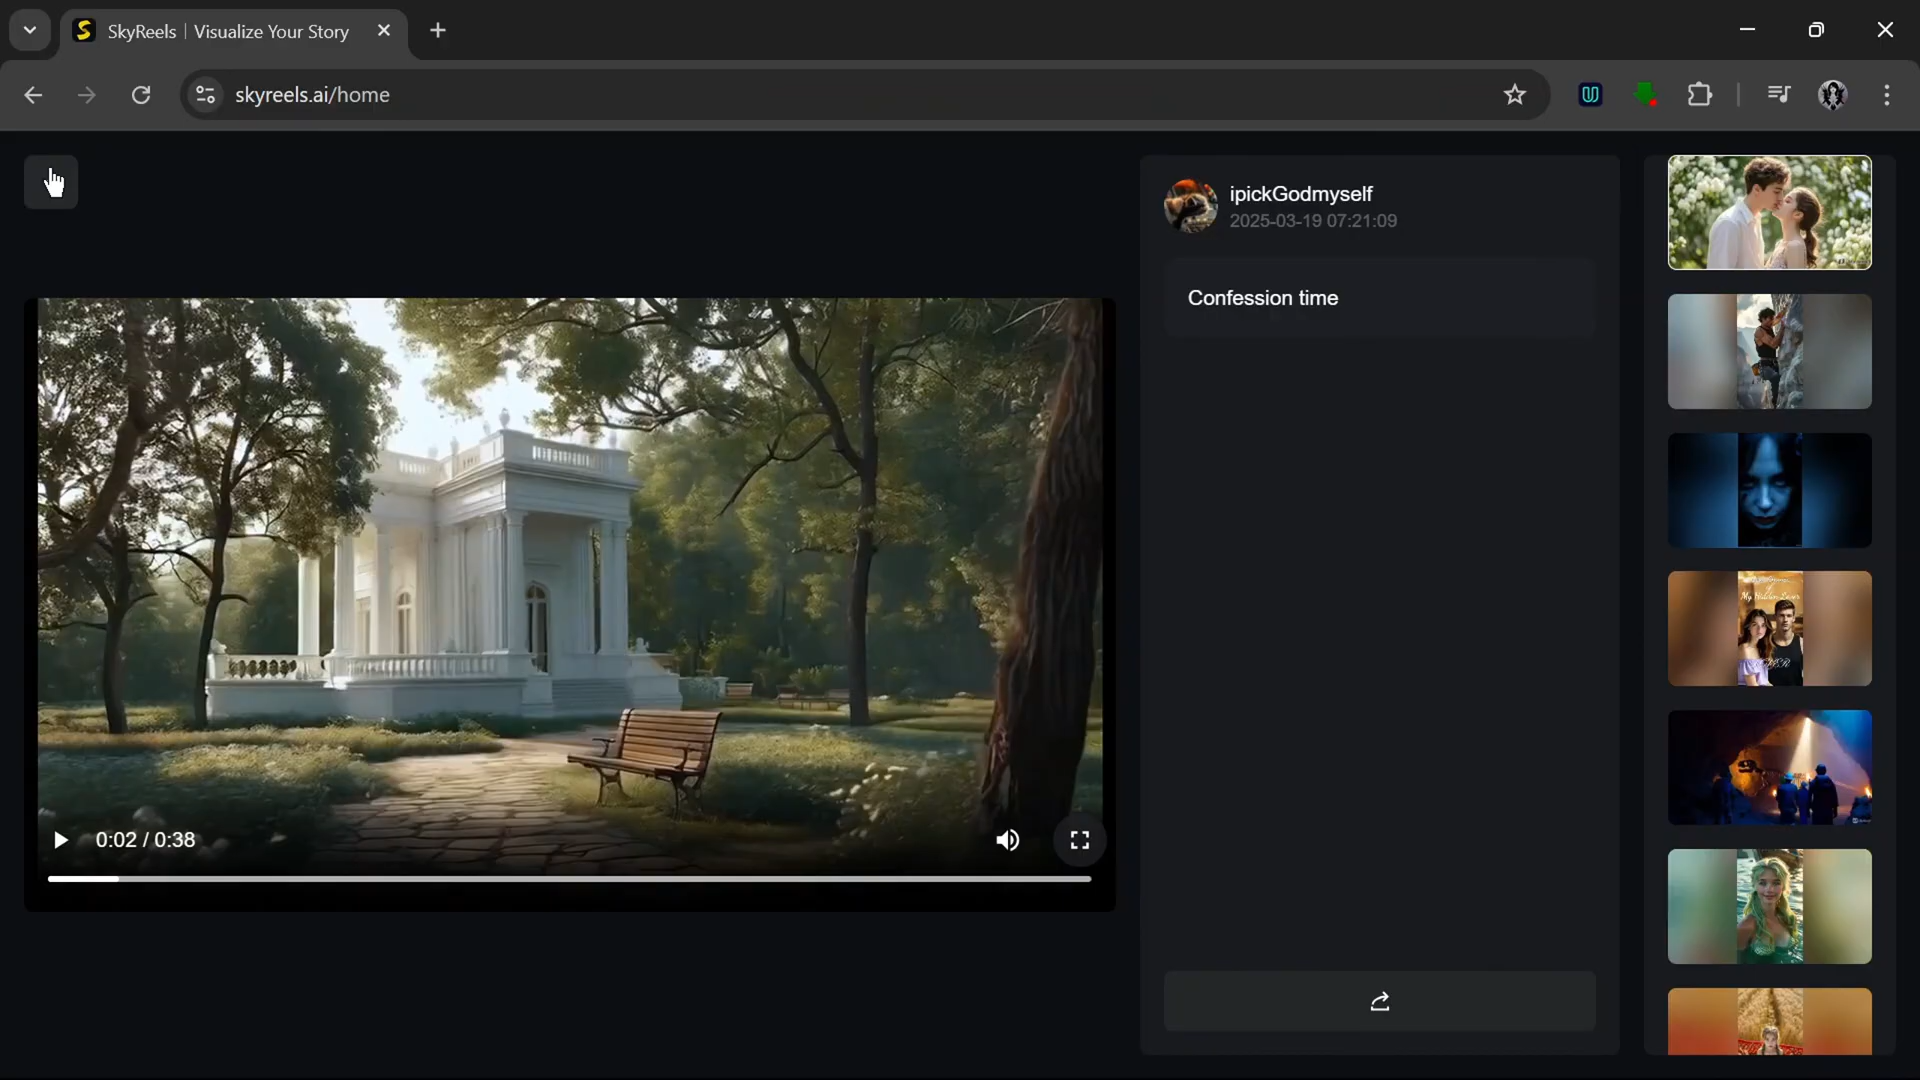 SkyReels | Visualize Your Story
skyreels.ai/home
ipickGodmyself
2025-03-19 07:21:09
Confession time
0:02 / 0:38